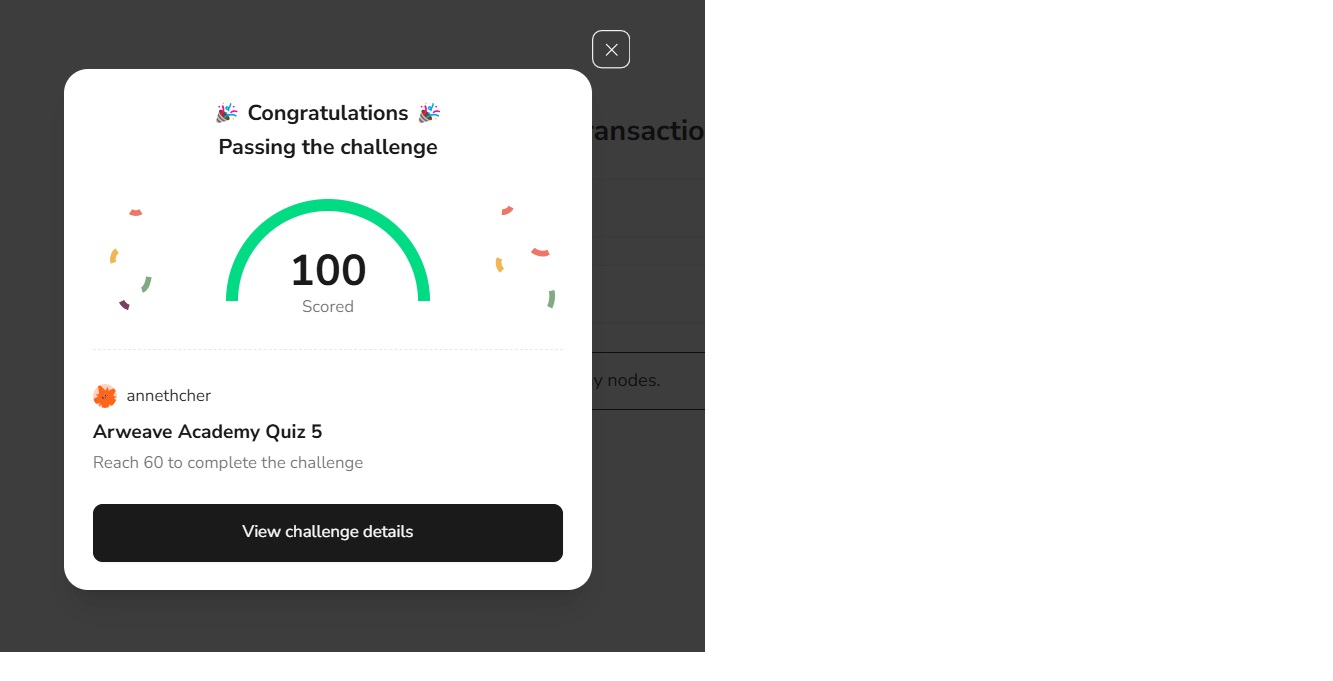 Congratulations
Passing the challenge
100
Scored
annethcher
Arweave Academy Quiz 5
Reach 60 to complete the challenge
View challenge details
y nodes.